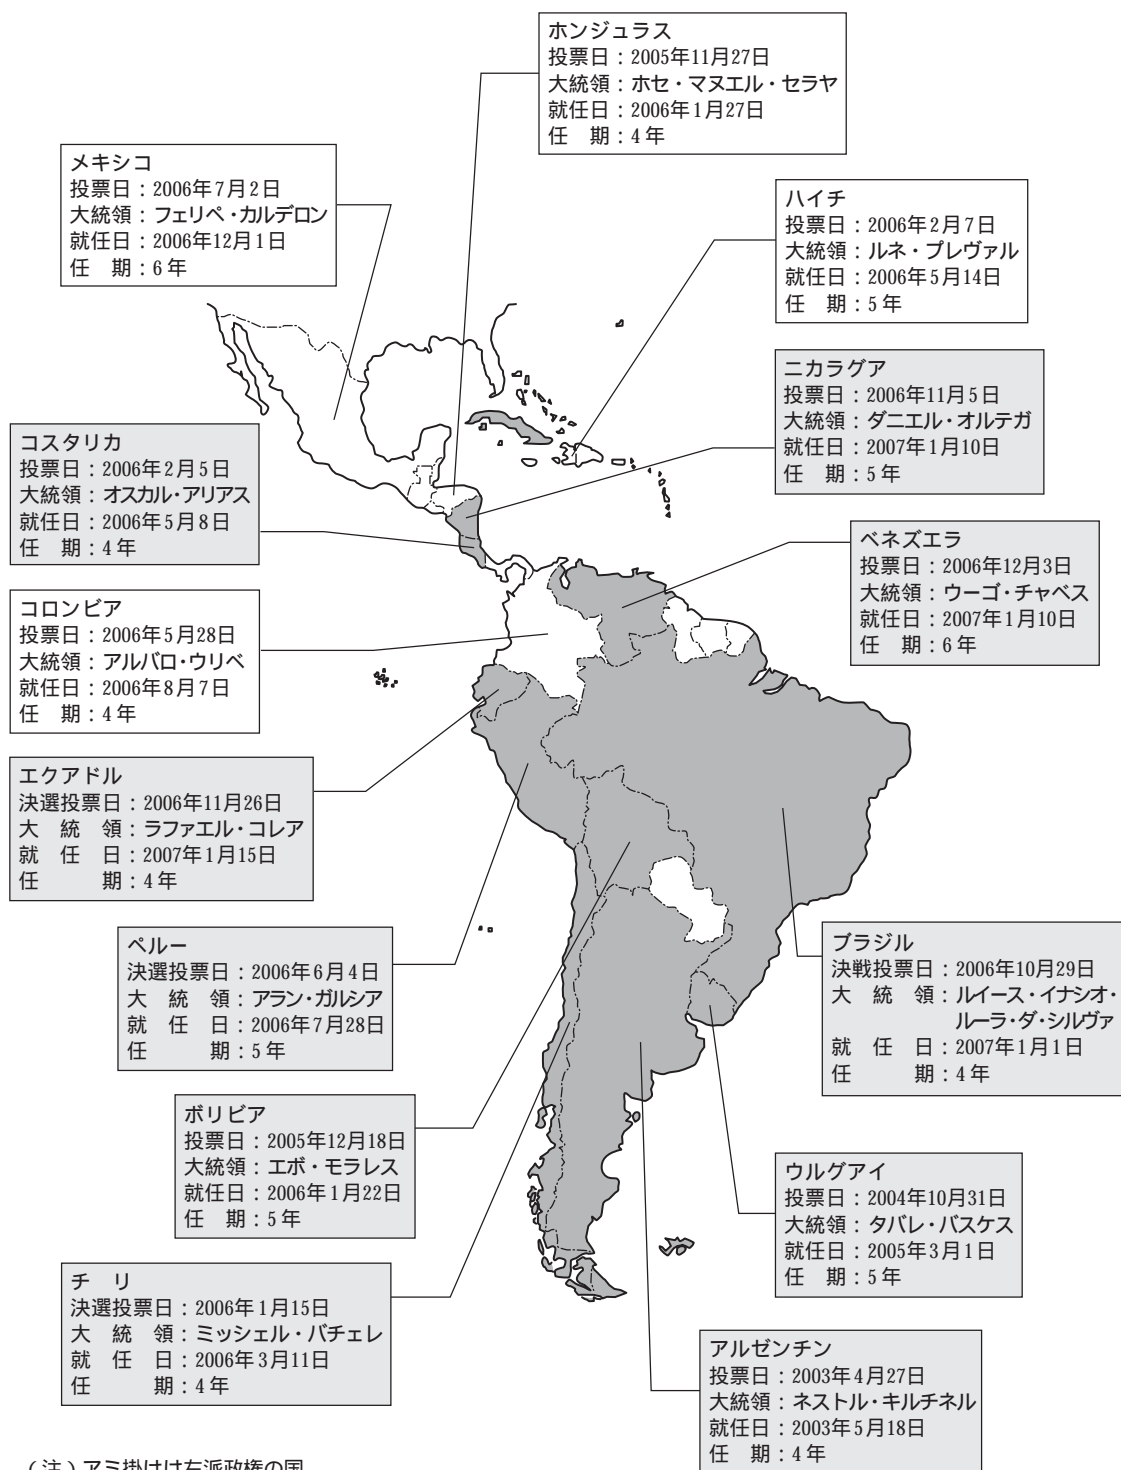 ホンジュラス
投票日：2005年11月27日
大統領：ホセ・マヌエル・セラヤ
就任日：2006年1月27日
任　期：4年
メキシコ
投票日：2006年7月2日
大統領：フェリペ・カルデロン
就任日：2006年12月1日
任　期：6年
ハイチ
投票日：2006年2月7日
大統領：ルネ・プレヴァル
就任日：2006年5月14日
任　期：5年
ニカラグア
投票日：2006年11月5日
大統領：ダニエル・オルテガ
就任日：2007年1月10日
任　期：5年
コスタリカ
投票日：2006年2月5日
大統領：オスカル・アリアス
就任日：2006年5月8日
任　期：4年
ベネズエラ
投票日：2006年12月3日
大統領：ウーゴ・チャベス
就任日：2007年1月10日
任　期：6年
コロンビア
投票日：2006年5月28日
大統領：アルバロ・ウリベ
就任日：2006年8月7日
任　期：4年
エクアドル
決選投票日：2006年11月26日
大　統　領：ラファエル・コレア
就　任　日：2007年1月15日
任　　　期：4年
ペルー
決選投票日：2006年6月4日
大　統　領：アラン・ガルシア
就　任　日：2006年7月28日
任　　　期：5年
ブラジル
決戦投票日：2006年10月29日
大　統　領：ルイース・イナシオ・
ルーラ・ダ・シルヴァ
就　任　日：2007年1月1日
任　　　期：4年
ボリビア
投票日：2005年12月18日
大統領：エボ・モラレス
就任日：2006年1月22日
任　期：5年
ウルグアイ
投票日：2004年10月31日
大統領：タバレ・バスケス
就任日：2005年3月1日
任　期：5年
チ　リ
決選投票日：2006年1月15日
大　統　領：ミッシェル・バチェレ
就　任　日：2006年3月11日
任　　　期：4年
アルゼンチン
投票日：2003年4月27日
大統領：ネストル・キルチネル
就任日：2003年5月18日
任　期：4年
（注）アミ掛けは左派政権の国